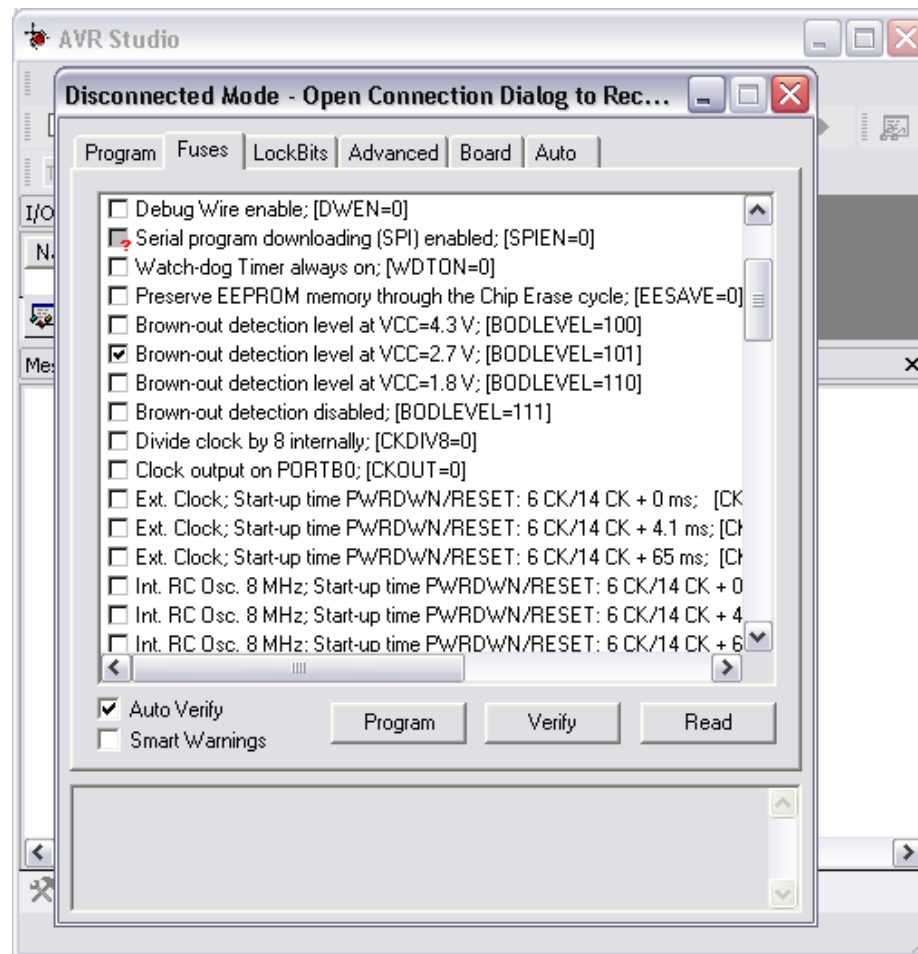 AVR Studio
Disconnected Mode - Open Connection Dialog to Rec...
Program Fuses LockBits Advanced Board Auto
I/O
Debug Wire enable; [DWEN=0]
Serial program downloading (SPI) enabled; [SPIEN=0]
Watch-dog Timer always on; [WDTON=0]
Preserve EEPROM memory through the Chip Erase cycle; [EESAVE=0]
Brown-out detection level at VCC=4.3 V; [BODLEVEL=100]
Brown-out detection level at VCC=2.7 V; [BODLEVEL=101]
Brown-out detection level at VCC=1.8 V; [BODLEVEL=110]
Brown-out detection disabled; [BODLEVEL=111]
Divide clock by 8 internally; [CKDIV8=0]
Clock output on PORTB0; [CKOUT=0]
Ext. Clock; Start-up time PWRDWN/RESET: 6 CK/14 CK + 0 ms; [CK
Ext. Clock; Start-up time PWRDWN/RESET: 6 CK/14 CK + 4.1 ms; [CK
Ext. Clock; Start-up time PWRDWN/RESET: 6 CK/14 CK + 65 ms; [CK
Int. RC Osc. 8 MHz; Start-up time PWRDWN/RESET: 6 CK/14 CK + 0
Int. RC Osc. 8 MHz; Start-up time PWRDWN/RESET: 6 CK/14 CK + 4
Int. RC Osc. 8 MHz; Start-up time PWRDWN/RESET: 6 CK/14 CK + 6
Mes
Auto Verify
Smart Warnings
Program Verify Read